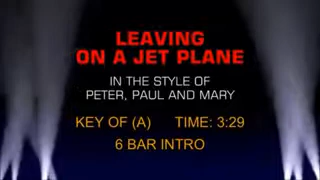 LEAVING
ON A JET PLANE
IN THE STYLE OF
PETER, PAUL AND MARY
KEY OF (A) TIME: 3:29
6 BAR INTRO